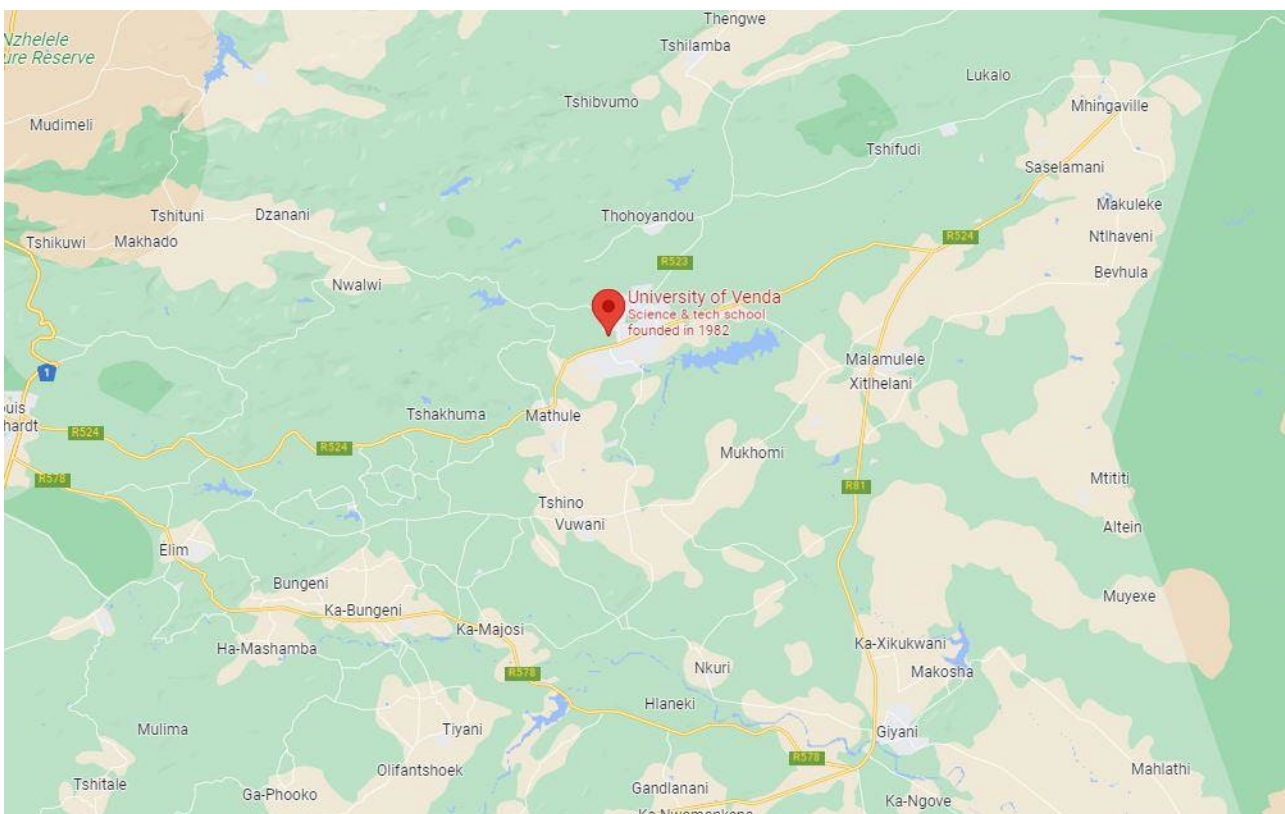 Thengwe
Nzhelele
ure Reserve
Tshilamba
Lukalo
Tshibvumo
Mhingaville
Mudimeli
Tshifudi
Saselamani
Makuleke
Tshituni
Dzanani
Thohoyandou
Tshikuwi
Makhado
R524
Ntlhaveni
R523
Bevhula
Nwalwi
University of Venda
Science & tech school
founded in 1982
Malamulele
1
Xitlhelani
uis
hardt
Tshakhuma
Mathule
R524
R524
Mukhomi
R578
R81
Mtititi
Tshino
Vuwani
Altein
Elim
Bungeni
Muyexe
Ka-Bungeni
Ka-Majosi
Ha-Mashamba
Ka-Xikukwani
Nkuri
Makosha
R578
Hlaneki
Mulima
Tiyani
Giyani
R578
Olifantshoek
Mahlathi
Tshitale
Gandlanani
Ga-Phooko
Ka-Ngove